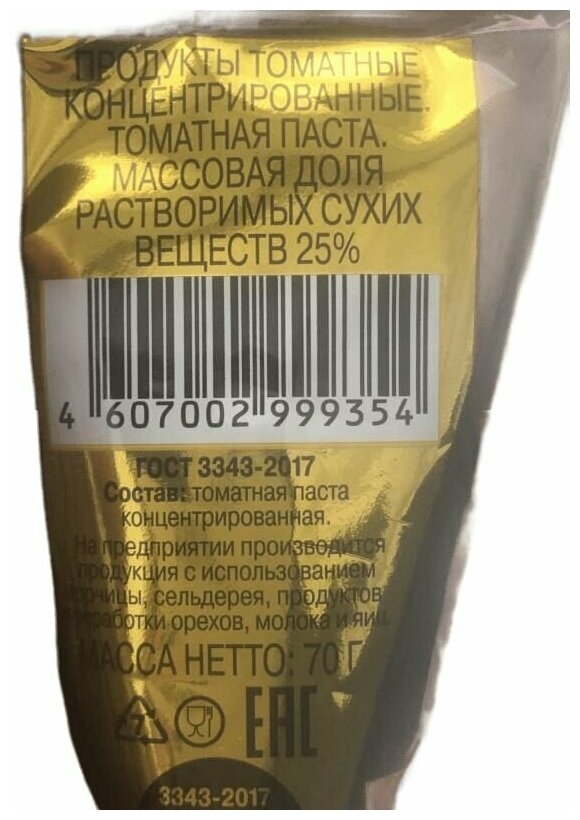 ПРОДУКТЫ ТОМАТНЫЕ
КОНЦЕНТРИРОВАННЫЕ.
ТОМАТНАЯ ПАСТА.
МАССОВАЯ ДОЛЯ
РАСТВОРИМЫХ СУХИХ
ВЕЩЕСТВ 25%
4 607002 999354
ГОСТ 3343-2017
Состав: томатная паста
концентрированная.
На предприятии производится
продукция с использованием
горчицы, сельдерея, продуктов
переработки орехов, молока и яиц.
МАССА НЕТТО: 70 Г
7 EAC
3343-2017